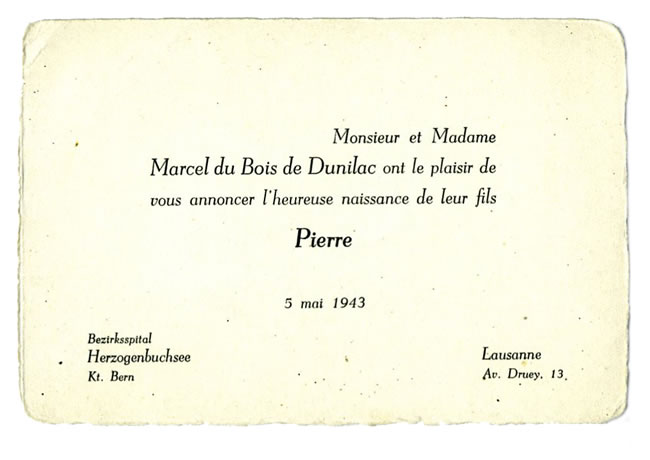 Monsieur et Madame
Marcel du Bois de Dunilac ont le plaisir de
vous annoncer l'heureuse naissance de leur fils
Pierre
5 mai 1943
Bezirksspital
Herzogenbuchsee
Kt. Bern
Lausanne
Av. Druey, 13.